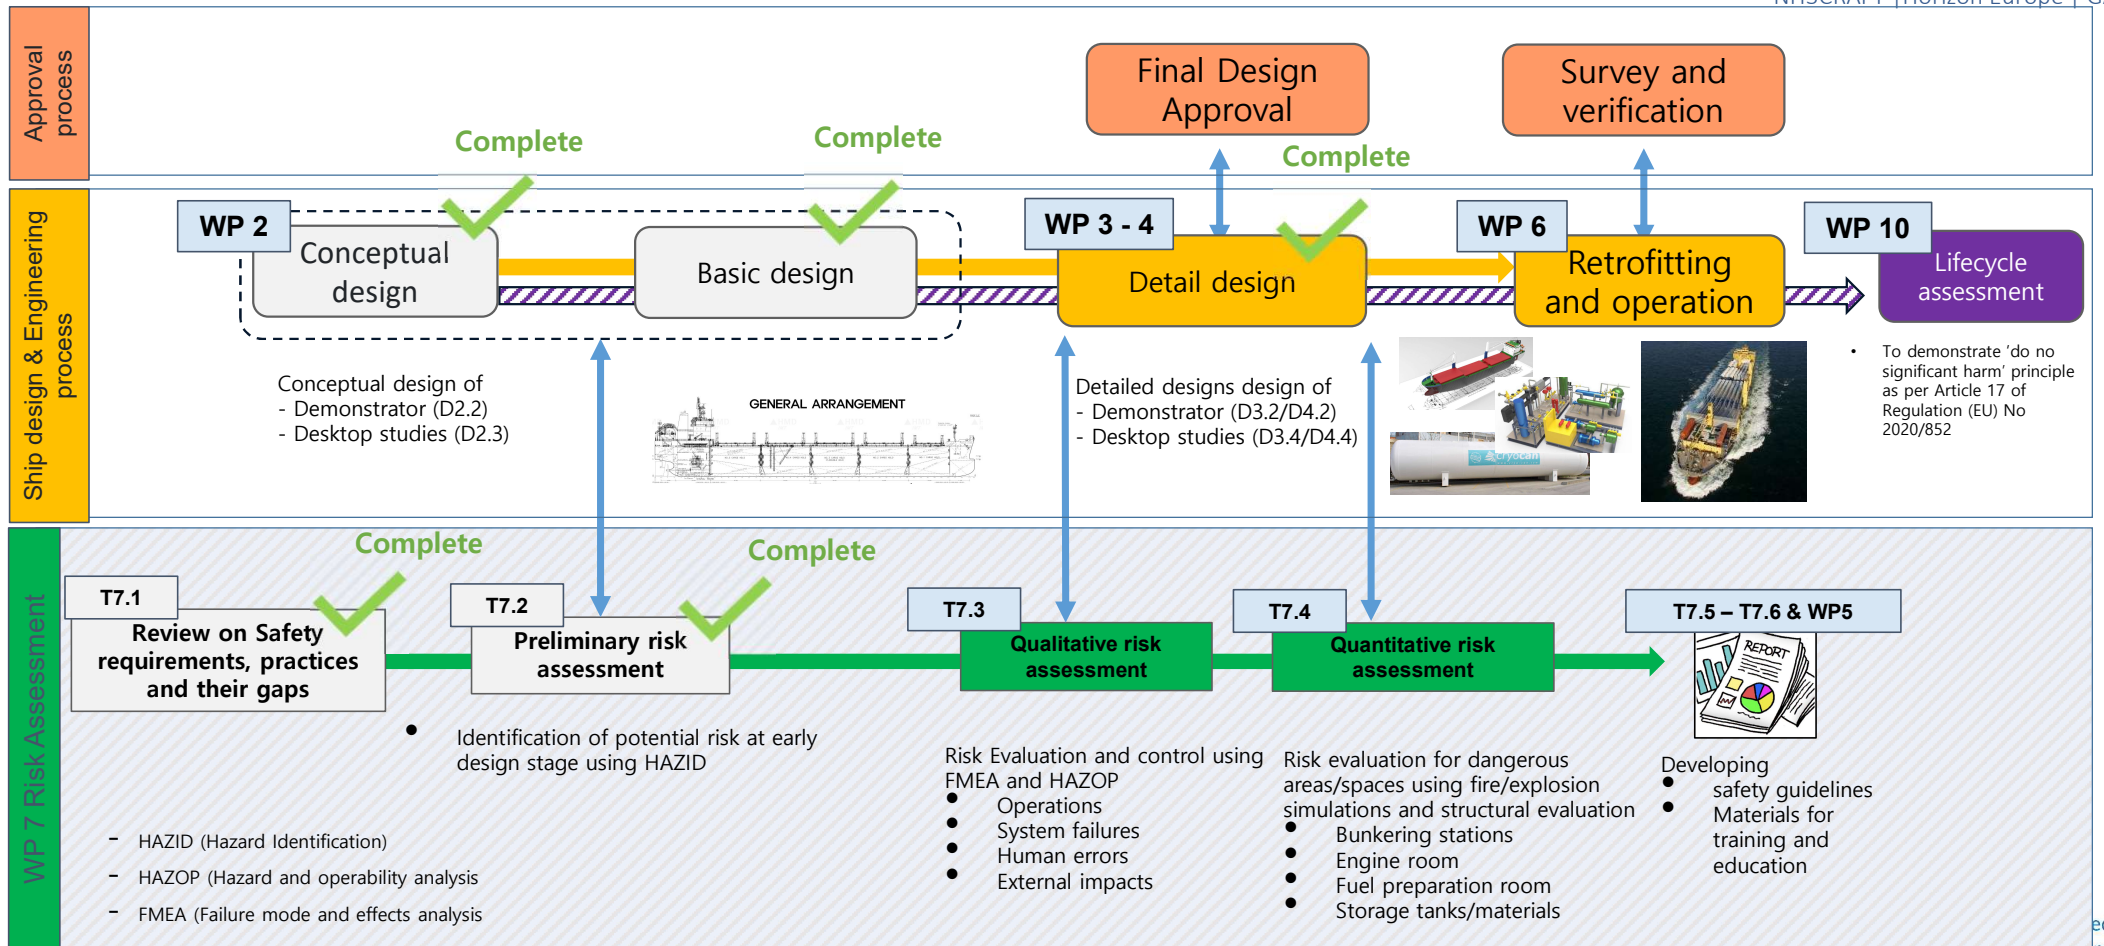 NH3CRAFT |Horizon Europe | G
Approval
process
Final Design
Approval
Survey and
verification
Complete
Complete
Complete
Ship design & Engineering
process
WP 2
Conceptual
design
Basic design
WP 3 - 4
Detail design
WP 6
Retrofitting
and operation
WP 10
Lifecycle
assessment
Conceptual design of
- Demonstrator (D2.2)
- Desktop studies (D2.3)
GENERAL ARRANGEMENT
Detailed designs design of
- Demonstrator (D3.2/D4.2)
- Desktop studies (D3.4/D4.4)
cryocan
• To demonstrate ‘do no
significant harm’ principle
as per Article 17 of
Regulation (EU) No
2020/852
WP 7 Risk Assessment
Complete
Complete
T7.1
Review on Safety
requirements, practices
and their gaps
T7.2
Preliminary risk
assessment
T7.3
Qualitative risk
assessment
T7.4
Quantitative risk
assessment
T7.5 – T7.6 & WP5
REPORT
• Identification of potential risk at early
design stage using HAZID
Risk Evaluation and control using
FMEA and HAZOP
• Operations
• System failures
• Human errors
• External impacts
Risk evaluation for dangerous
areas/spaces using fire/explosion
simulations and structural evaluation
• Bunkering stations
• Engine room
• Fuel preparation room
• Storage tanks/materials
Developing
• safety guidelines
• Materials for
training and
education
- HAZID (Hazard Identification)
- HAZOP (Hazard and operability analysis
- FMEA (Failure mode and effects analysis